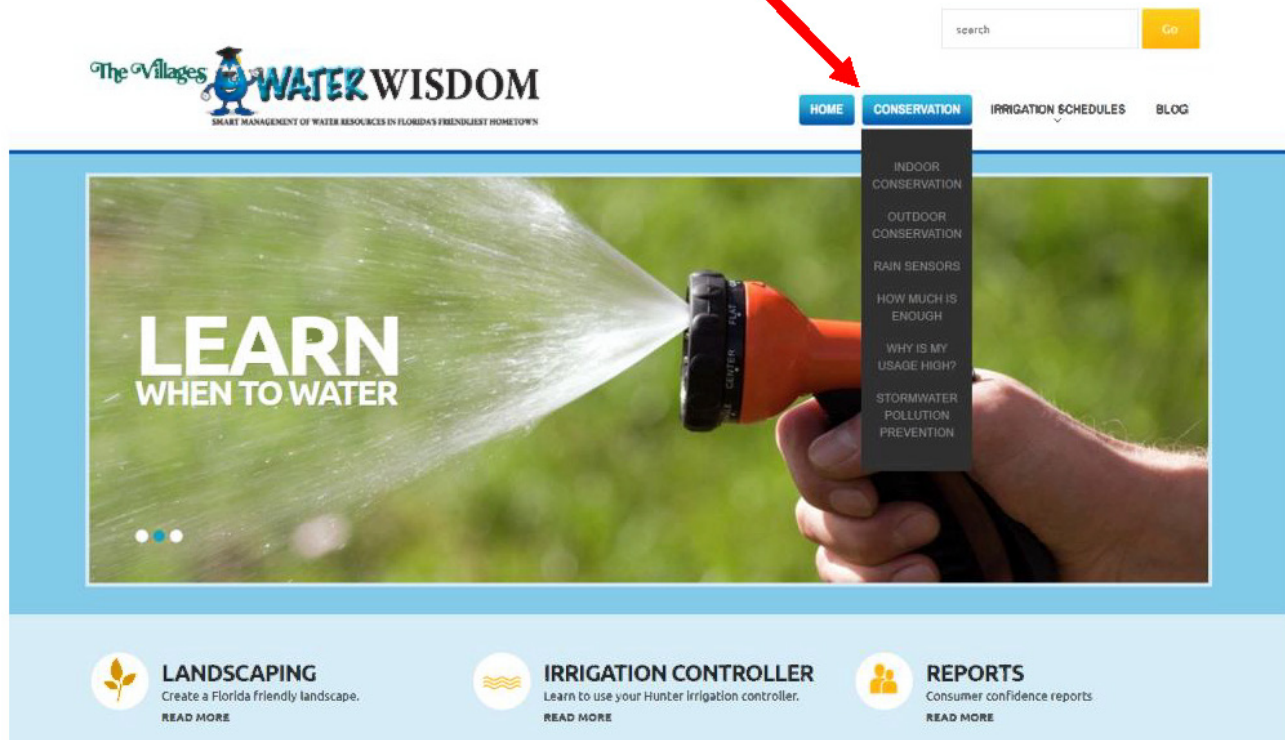 search
Go
The Villages
WATER WISDOM
SMART MANAGEMENT OF WATER RESOURCES IN FLORIDA'S FRIENDLIEST HOMETOWN
HOME
CONSERVATION
IRRIGATION SCHEDULES
BLOG
INDOOR
CONSERVATION
OUTDOOR
CONSERVATION
RAIN SENSORS
HOW MUCH IS
ENOUGH
WHY IS MY
USAGE HIGH?
STORMWATER
POLLUTION
PREVENTION
LEARN
WHEN TO WATER
FLAT
CENTER
LANDSCAPING
Create a Florida friendly landscape.
READ MORE
IRRIGATION CONTROLLER
Learn to use your Hunter irrigation controller.
READ MORE
REPORTS
Consumer confidence reports
READ MORE